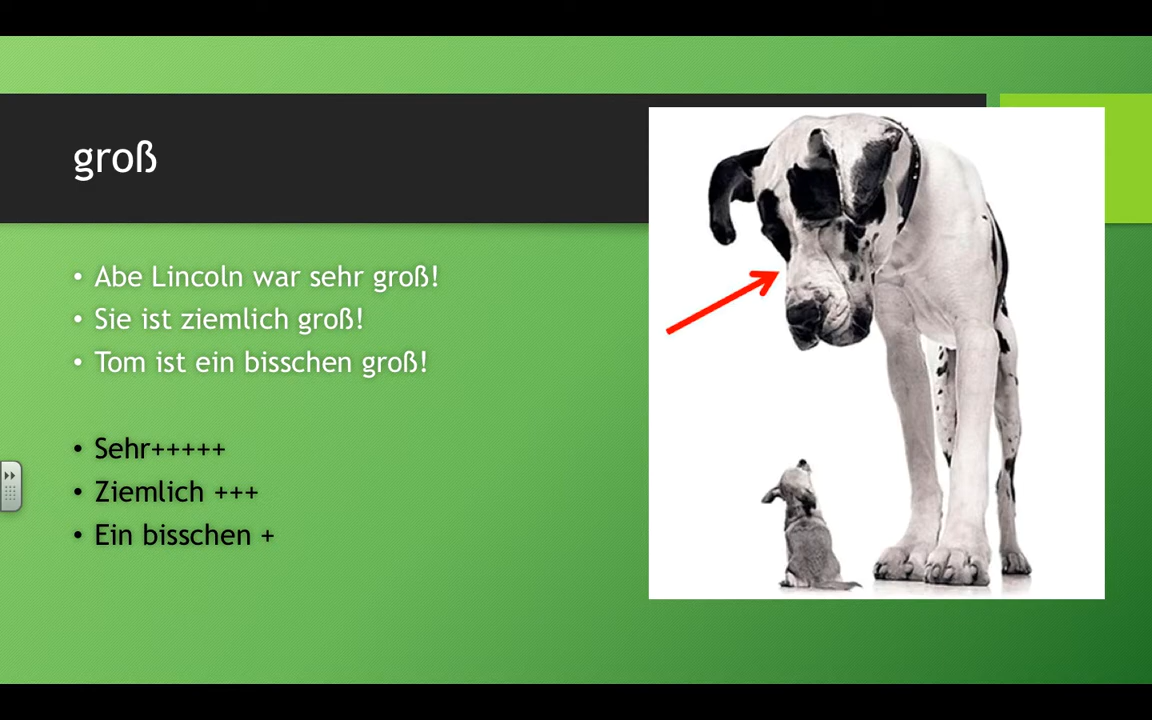 groß
• Abe Lincoln war sehr groß!
• Sie ist ziemlich groß!
• Tom ist ein bisschen groß!
• Sehr+++++
• Ziemlich +++
• Ein bisschen +